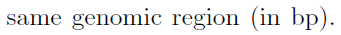 same genomic region (in bp).